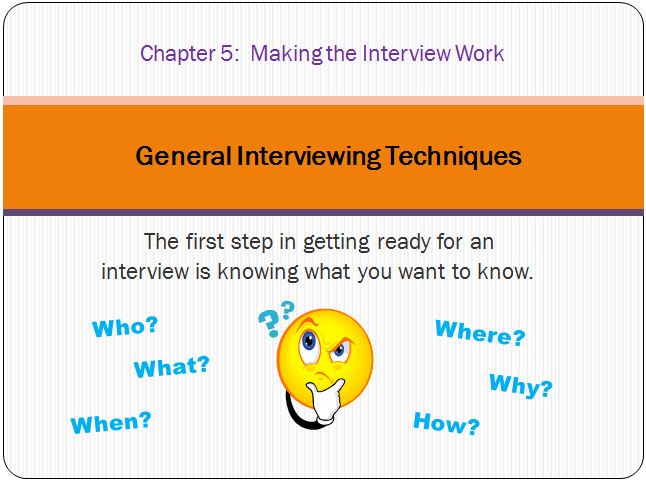 Chapter 5:  Making the Interview Work
General Interviewing Techniques
The first step in getting ready for an
interview is knowing what you want to know.
Who?
What?
When?
? ?
Where?
Why?
How?